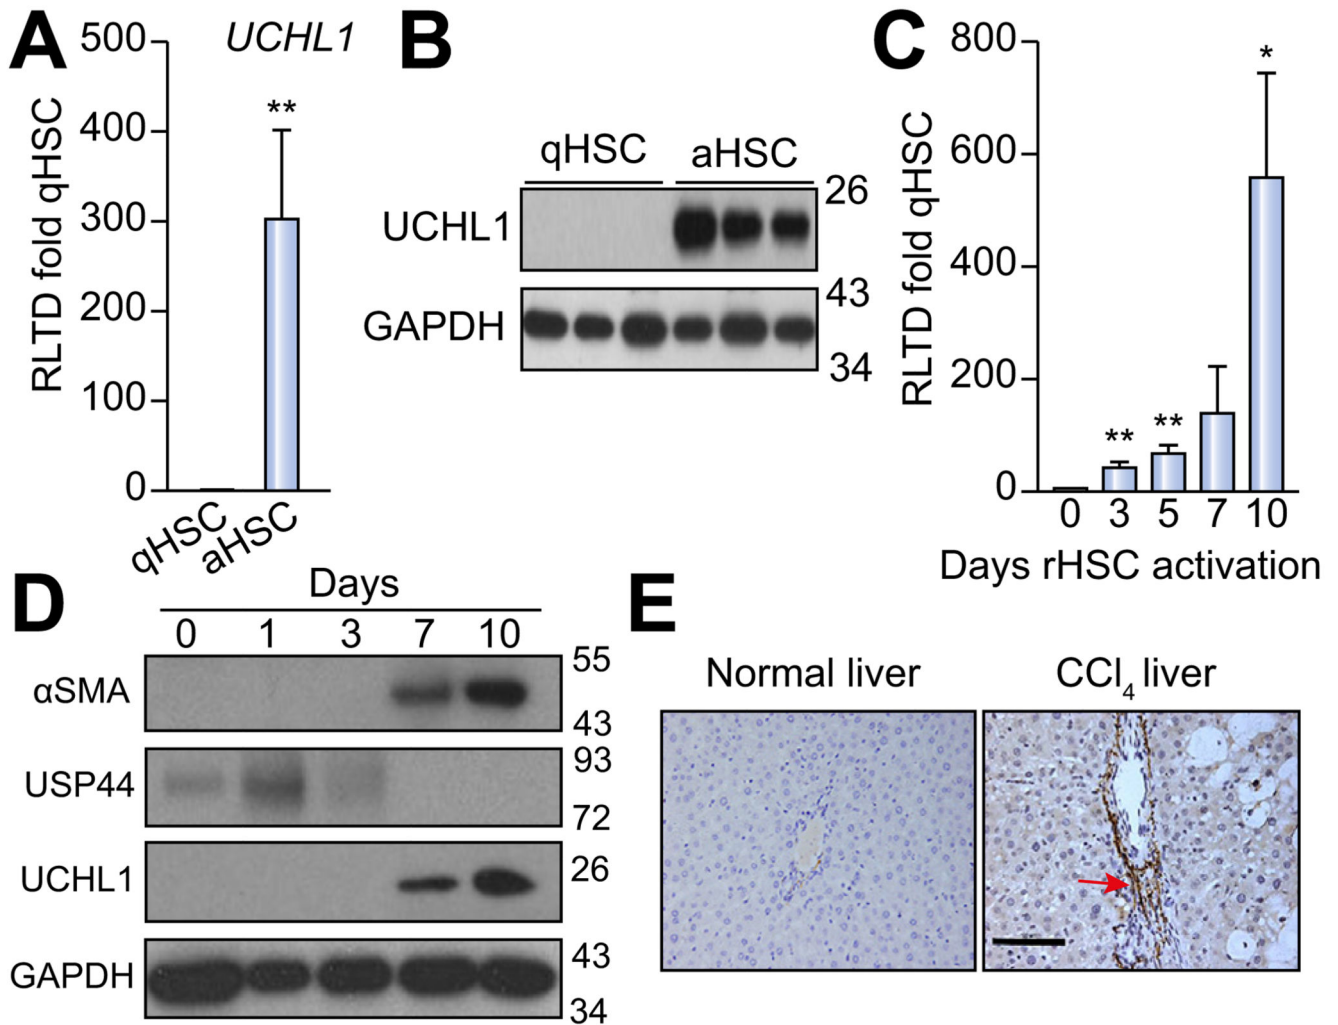 A
UCHL1
RLTD fold qHSC
500
400
300
200
100
0
**
qHSC
aHSC
B
qHSC aHSC
UCHL1
26
GAPDH
43
34
C
RLTD fold qHSC
800
600
400
200
0
** ** *
0 3 5 7 10
Days rHSC activation
D
Days
0 1 3 7 10
αSMA
55
43
USP44
93
72
UCHL1
26
GAPDH
43
34
E
Normal liver
CCl₄ liver